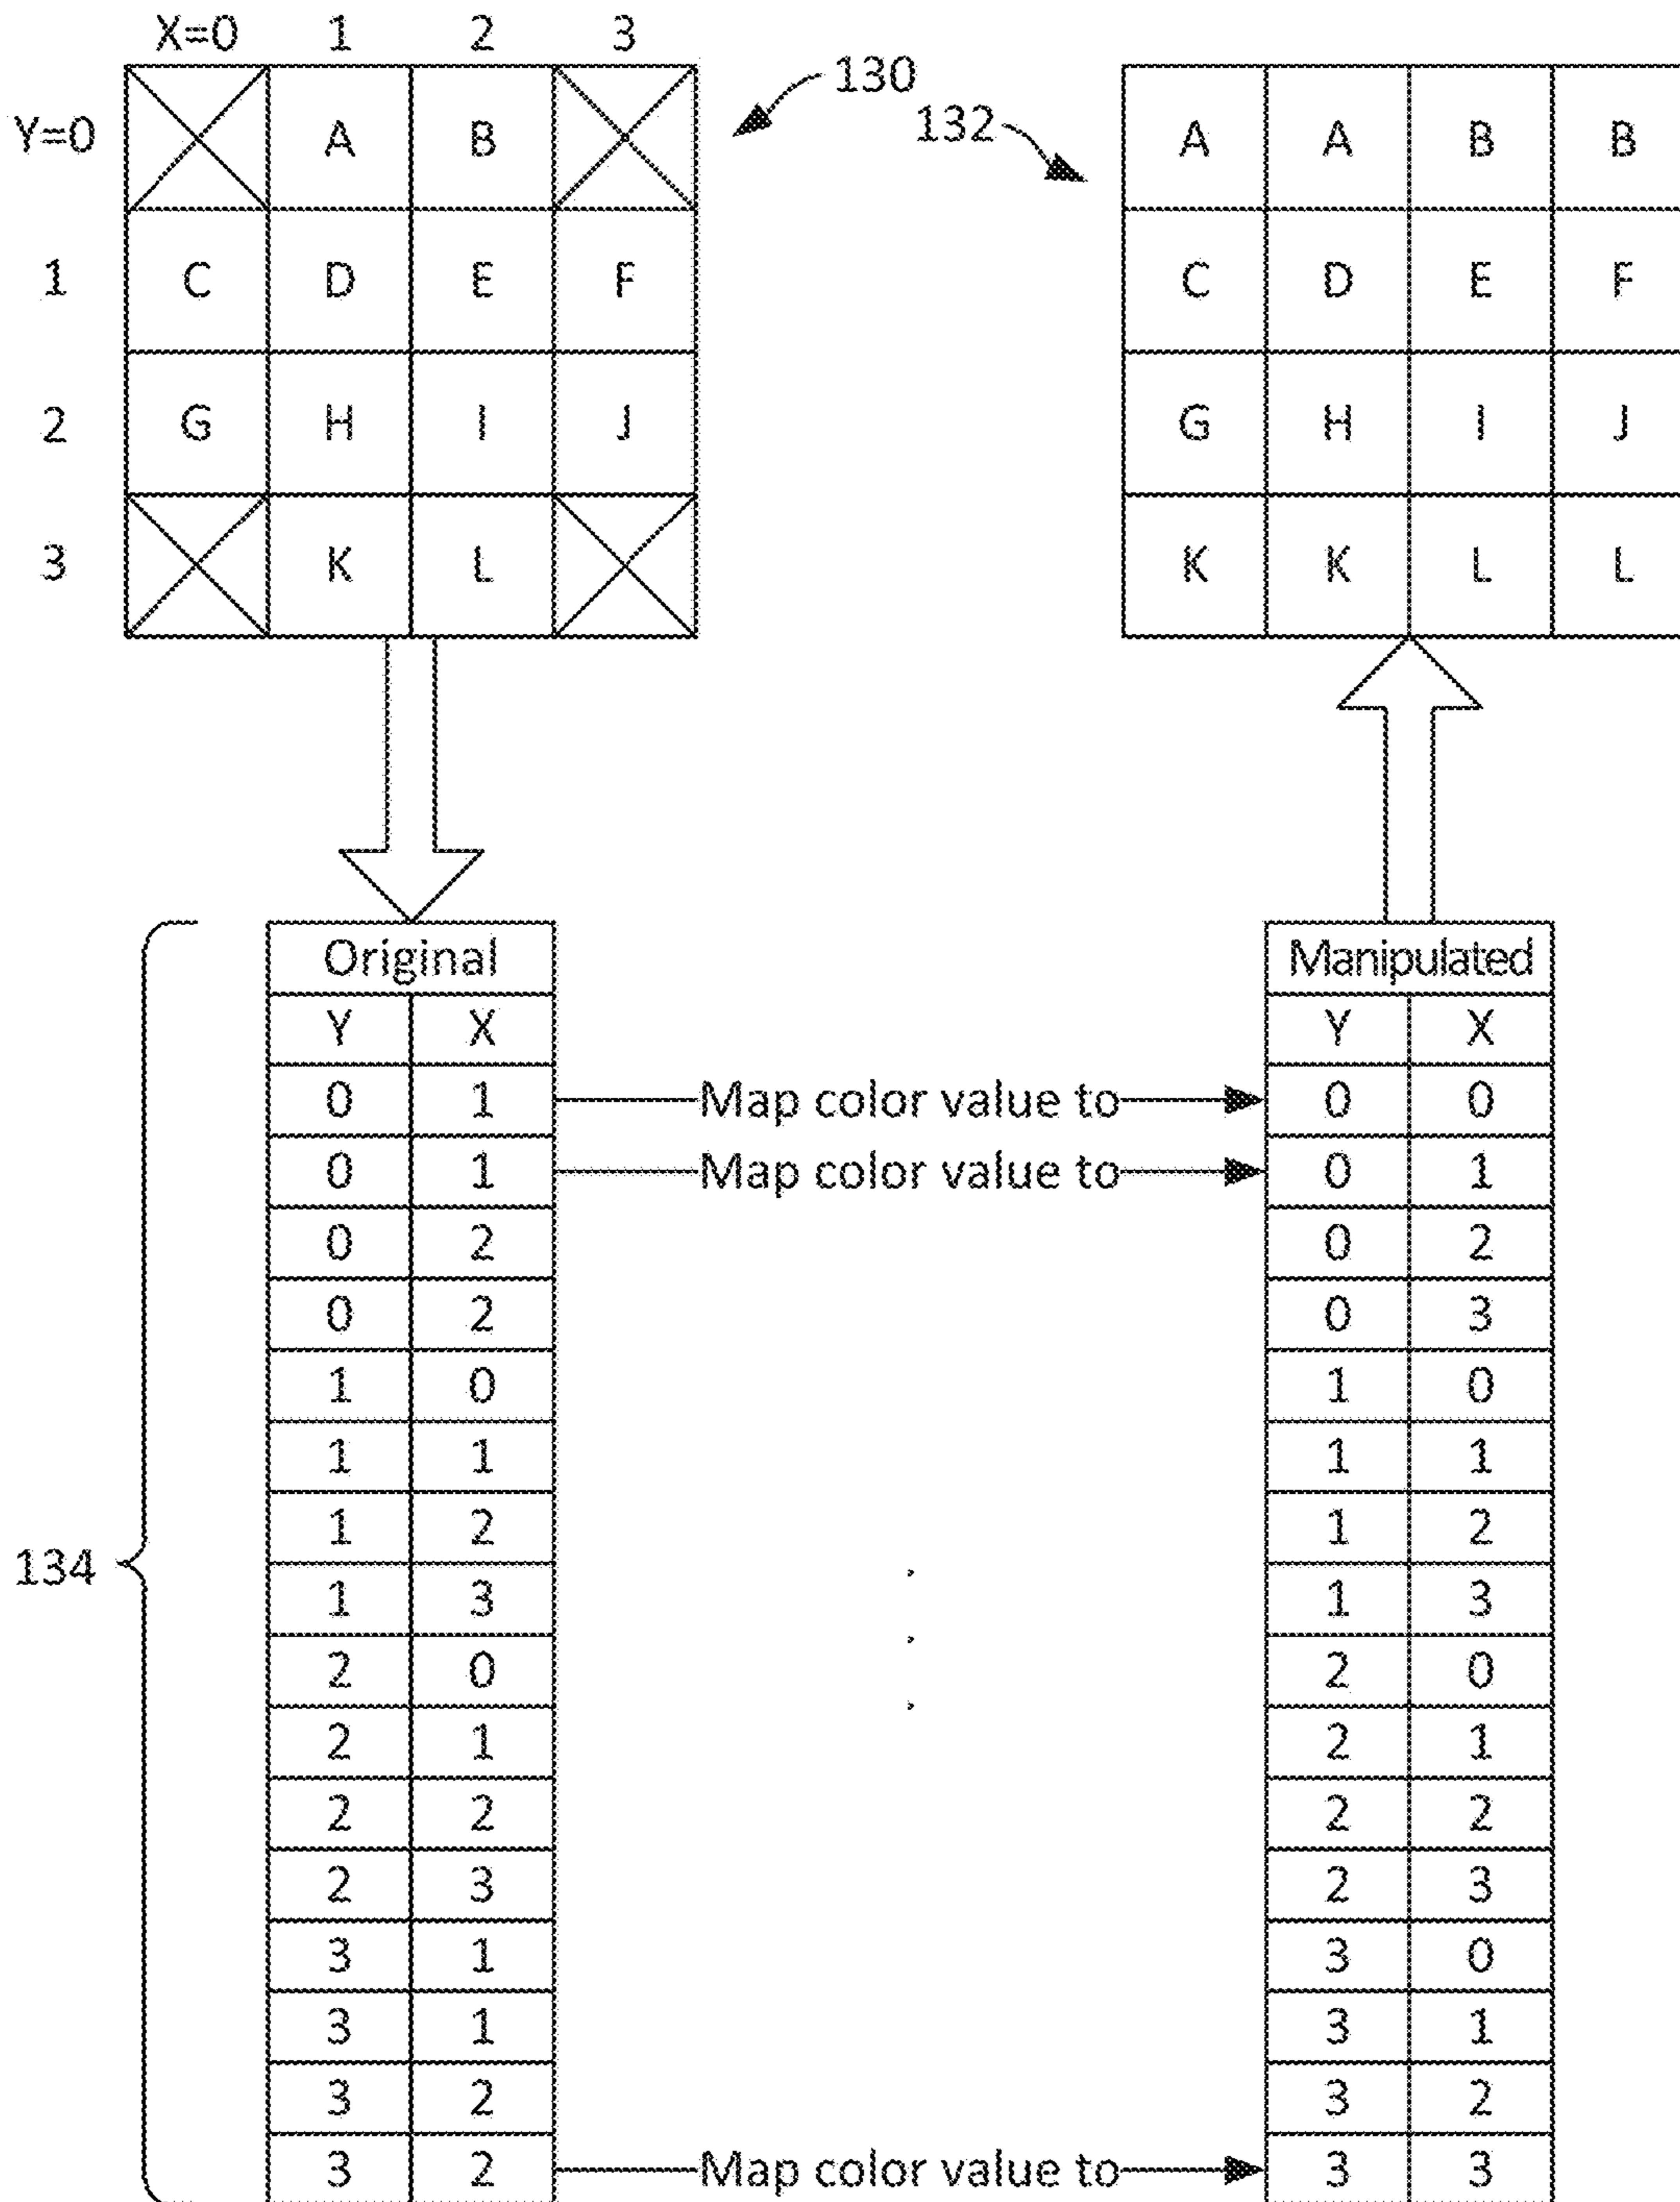 X=0 1 2 3
130
132
Y=0 A B A A B B
1 C D E F C D E F
2 G H I J G H I J
3 K L K K L L
Original Manipulated
Y X Y X
0 1 Map color value to 0 0
0 1 Map color value to 0 1
0 2 0 2
0 2 0 3
1 0 1 0
1 1 1 1
1 2 1 2
134
1 3 1 3
2 0 2 0
2 1 2 1
2 2 2 2
2 3 2 3
3 1 3 0
3 1 3 1
3 2 3 2
3 2 Map color value to 3 3